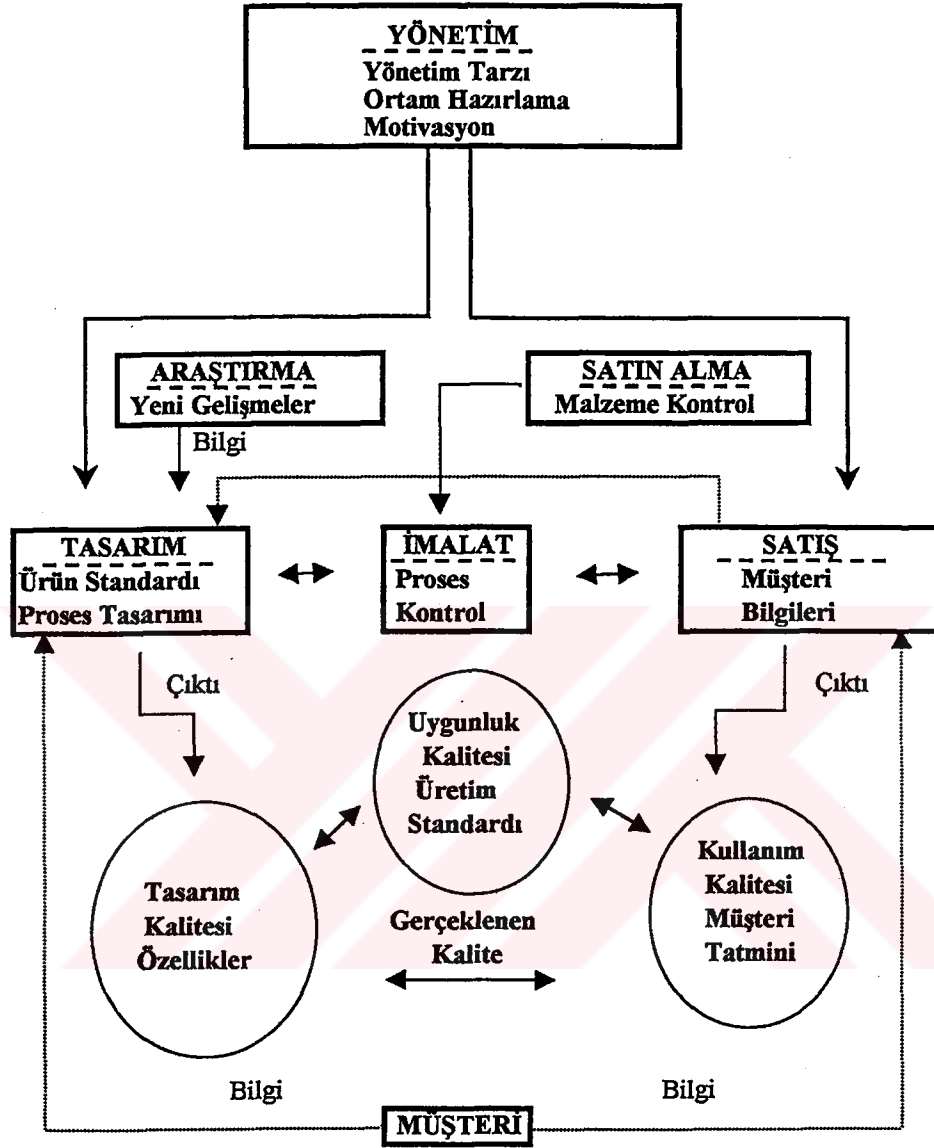 YÖNETİM
Yönetim Tarzı
Ortam Hazırlama
Motivasyon
ARAŞTIRMA
Yeni Gelişmeler
SATIN ALMA
Malzeme Kontrol
Bilgi
TASARIM
Ürün Standardı
Proses Tasarımı
İMALAT
Proses
Kontrol
SATIŞ
Müşteri
Bilgileri
Çıktı
Çıktı
Uygunluk
Kalitesi
Üretim
Standardı
Tasarım
Kalitesi
Özellikler
Gerçeklenen
Kalite
Kullanım
Kalitesi
Müşteri
Tatmini
Bilgi
Bilgi
MÜŞTERİ